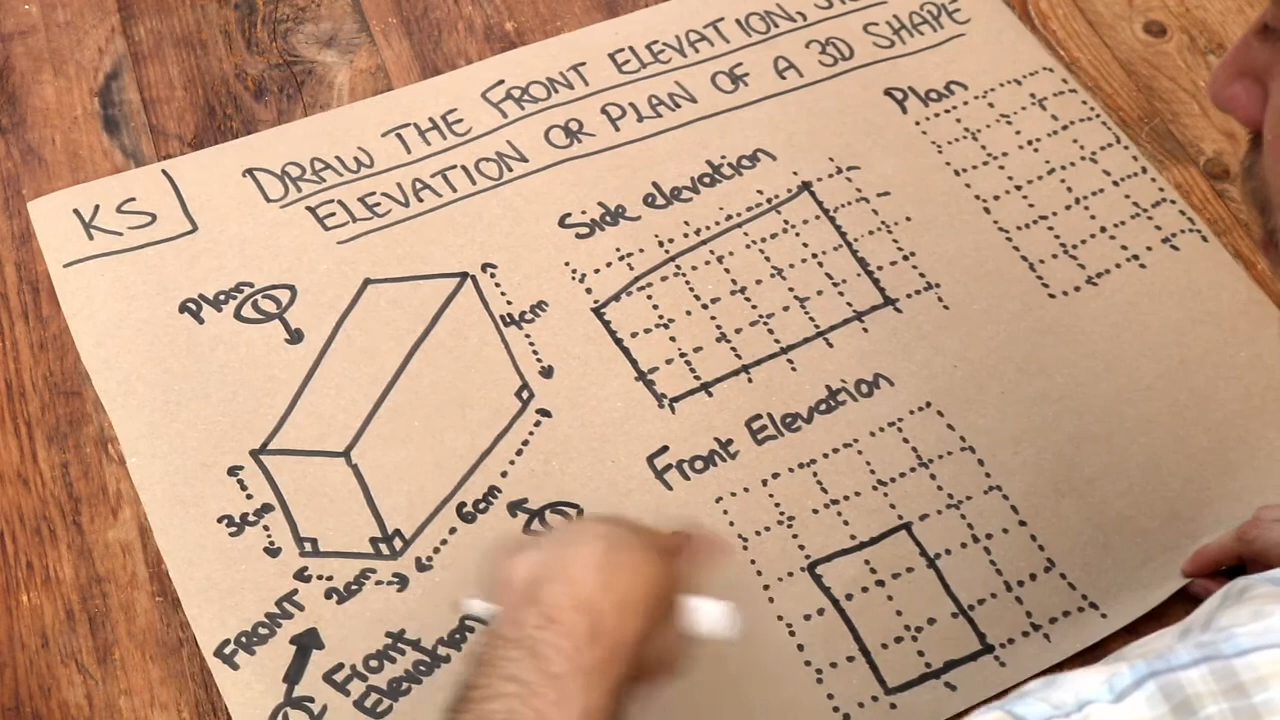 DRAW THE FRONT ELEVATION,
ELEVATION OR PLAN OF A 3D SHAPE
KS
Plan
Side elevation
Plan
4cm
Front Elevation
3cm
6cm
2cm
FRONT
Front
Elevation